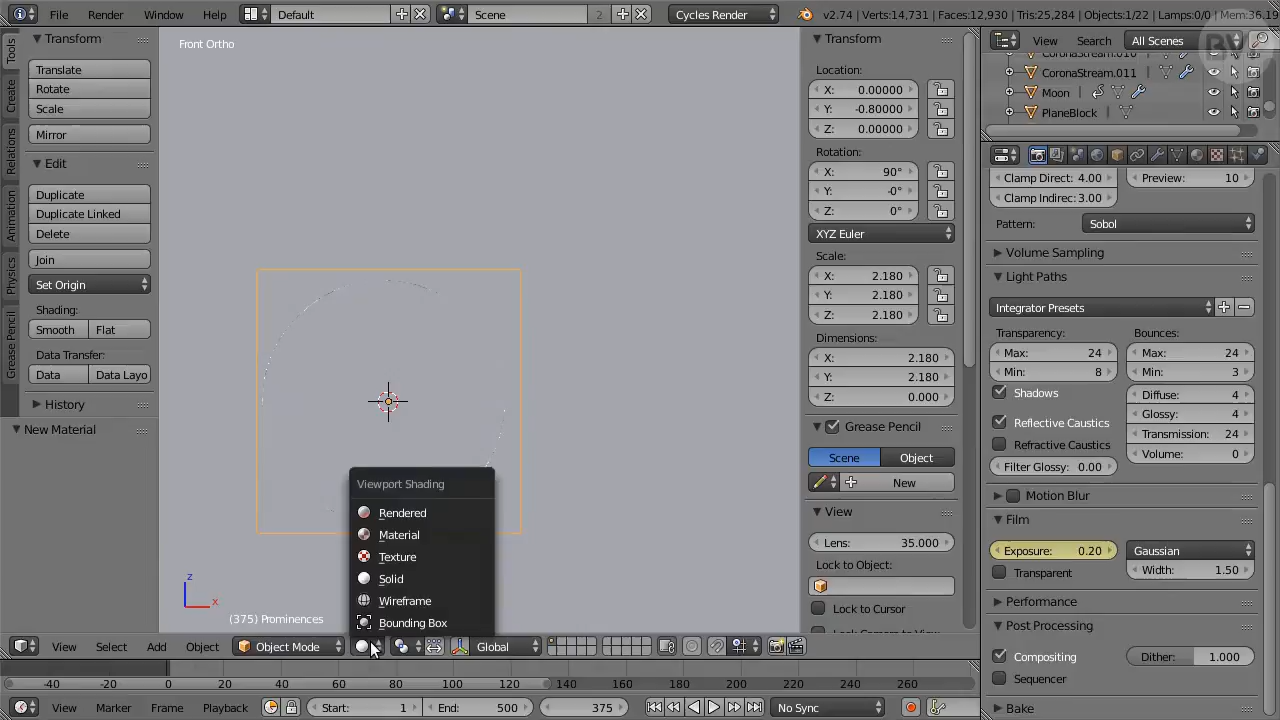 File Render Window Help Default Scene 2 Cycles Render v2.74 | Verts:14,731 | Faces:12,930 | Tris:25,284 | Objects:1/22 | Lamps:0/0 | Mem:36.19
Tools
Create
Relations
Animation
Physics
Grease Pencil
Transform
Translate
Rotate
Scale
Mirror
Edit
Duplicate
Duplicate Linked
Delete
Join
Set Origin
Shading:
Smooth Flat
Data Transfer:
Data Data Layo
History
New Material
Front Ortho
Viewport Shading
Rendered
Material
Texture
Solid
Wireframe
Bounding Box
z
x
(375) Prominences
View Select Add Object Object Mode Global
Transform
Location:
X: 0.00000
Y: -0.80000
Z: 0.00000
Rotation:
X: 90°
Y: -0°
Z: 0°
XYZ Euler
Scale:
X: 2.180
Y: 2.180
Z: 2.180
Dimensions:
X: 2.180
Y: 2.180
Z: 0.000
Grease Pencil
Scene Object
New
View
Lens: 35.000
Lock to Object:
Lock to Cursor
Lock Camera to View
View Search All Scenes
CoronaStream.010
CoronaStream.011
Moon
PlaneBlock
Clamp Direct: 4.00 Preview: 10
Clamp Indirec: 3.00
Pattern: Sobol
Volume Sampling
Light Paths
Integrator Presets
Transparency: Bounces:
Max: 24 Max: 24
Min: 8 Min: 3
Shadows Diffuse: 4
Glossy: 4
Reflective Caustics Transmission: 24
Refractive Caustics Volume: 0
Filter Glossy: 0.00
Motion Blur
Film
Exposure: 0.20 Gaussian
Transparent Width: 1.50
Performance
Post Processing
Compositing Dither: 1.000
Sequencer
Bake
-40 -20 0 20 40 60 80 100 120 140 160 180 200 220 240 260
View Marker Frame Playback Start: 1 End: 500 375 No Sync